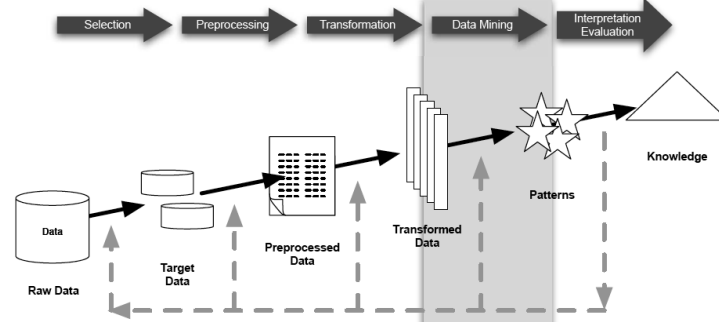 Selection
Preprocessing
Transformation
Data Mining
Interpretation
Evaluation
Data
Raw Data
Target
Data
Preprocessed
Data
Transformed
Data
Patterns
Knowledge